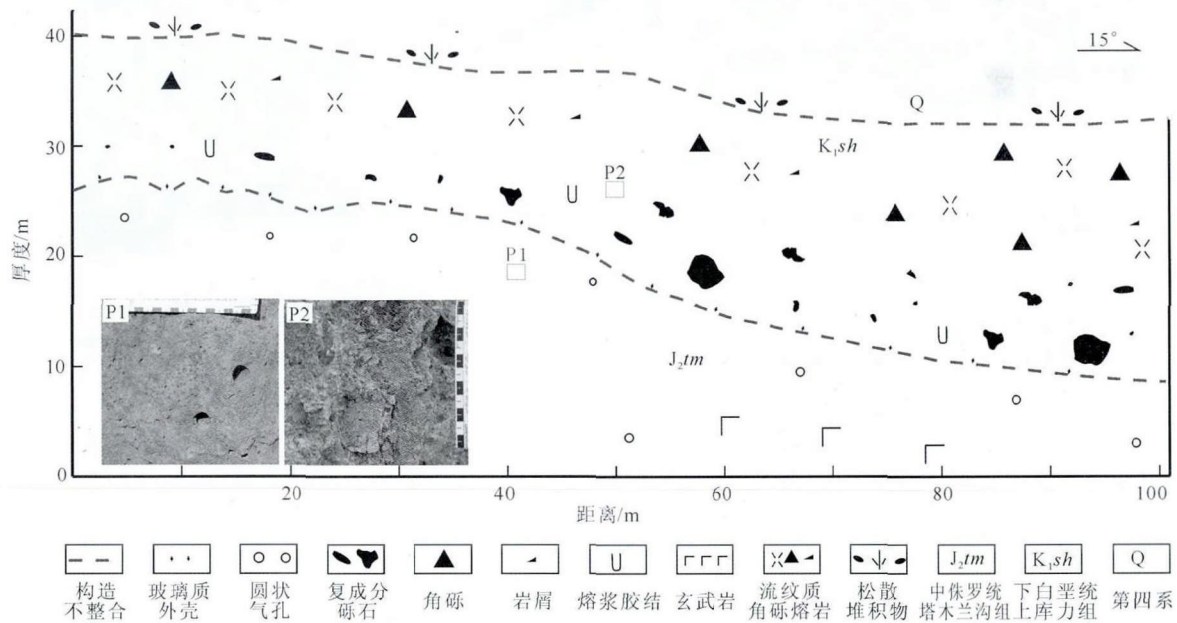 40
30
20
10
0
厚度/m
15°
Q
K₁sh
P2
P1
J₂tm
P1
P2
20
40
60
80
100
距离/m
J₂tm
K₁sh
Q
构造
不整合
玻璃质
外壳
圆状
气孔
复成分
砾石
角砾
岩屑
熔浆胶结
玄武岩
流纹质
角砾熔岩
松散
堆积物
中侏罗统
塔木兰沟组
下白垩统
上库力组
第四系